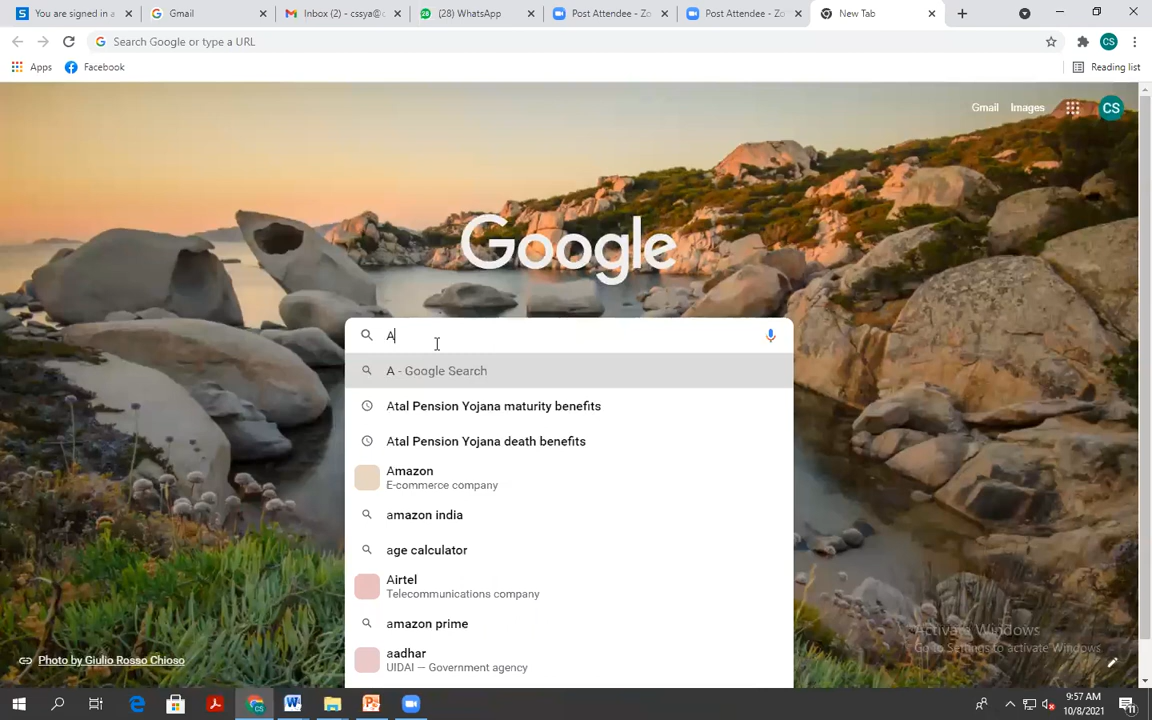 You are signed in a
Gmail
Inbox (2) - cssya@c
(28) WhatsApp
Post Attendee - Zo
Post Attendee - Zo
New Tab
Search Google or type a URL
CS
Apps
Facebook
Reading list
Gmail
Images
CS
Google
A
A - Google Search
Atal Pension Yojana maturity benefits
Atal Pension Yojana death benefits
Amazon
E-commerce company
amazon india
age calculator
Airtel
Telecommunications company
amazon prime
aadhar
UIDAI — Government agency
Activate Windows
Go to Settings to activate Windows.
Photo by Giulio Rosso Chioso
9:57 AM
10/8/2021